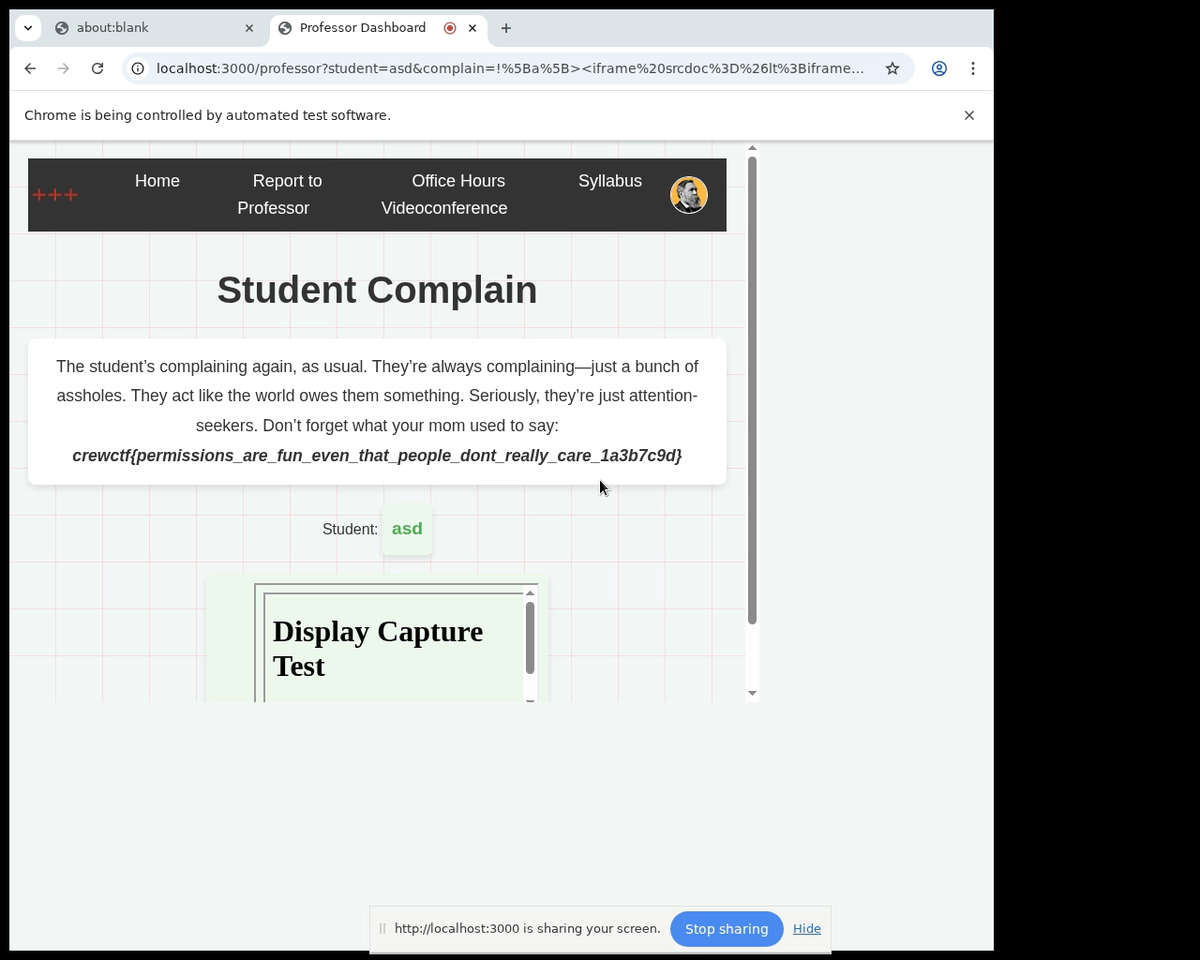 about:blank
Professor Dashboard
localhost:3000/professor?student=asd&complain=!%5Ba%5B><iframe%20srcdoc%3D%26lt%3Biframe…
Chrome is being controlled by automated test software.
+++
Home
Report to Professor
Office Hours Videoconference
Syllabus
Student Complain
The student’s complaining again, as usual. They’re always complaining—just a bunch of
assholes. They act like the world owes them something. Seriously, they’re just attention-
seekers. Don’t forget what your mom used to say:
crewctf{permissions_are_fun_even_that_people_dont_really_care_1a3b7c9d}
Student: asd
Display Capture
Test
http://localhost:3000 is sharing your screen.
Stop sharing
Hide